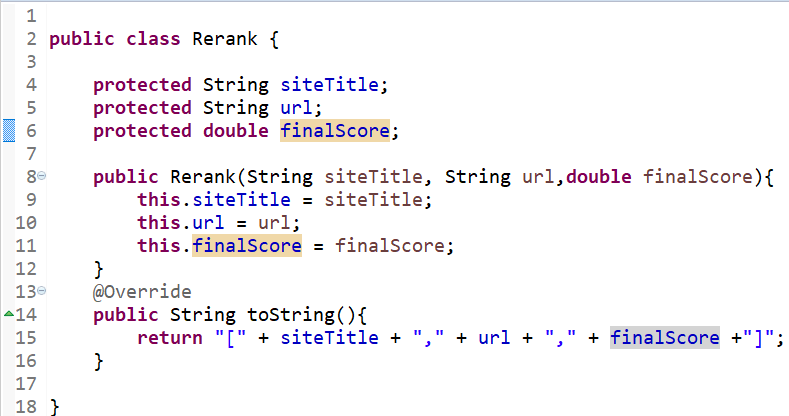 1
2 public class Rerank {
3
4     protected String siteTitle;
5     protected String url;
6     protected double finalScore;
7
8     public Rerank(String siteTitle, String url,double finalScore){
9         this.siteTitle = siteTitle;
10         this.url = url;
11         this.finalScore = finalScore;
12     }
13     @Override
14     public String toString(){
15         return "[" + siteTitle + "," + url + "," + finalScore +"]";
16     }
17
18 }